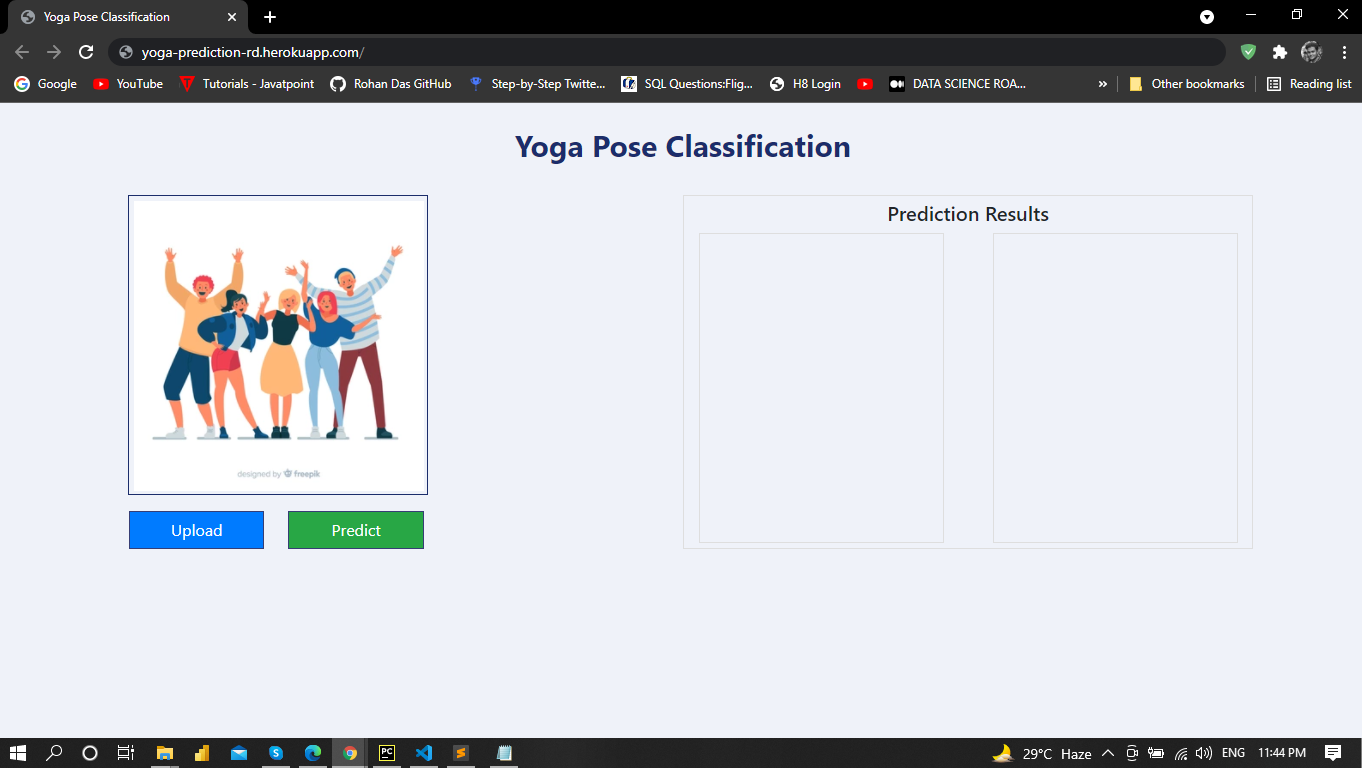 Yoga Pose Classification
yoga-prediction-rd.herokuapp.com/
Google YouTube Tutorials - Javatpoint Rohan Das GitHub Step-by-Step Twitte... SQL Questions:Flig... H8 Login DATA SCIENCE ROA... » Other bookmarks Reading list
Yoga Pose Classification
Prediction Results
designed by freepik
Upload Predict
PC
29°C Haze ENG 11:44 PM